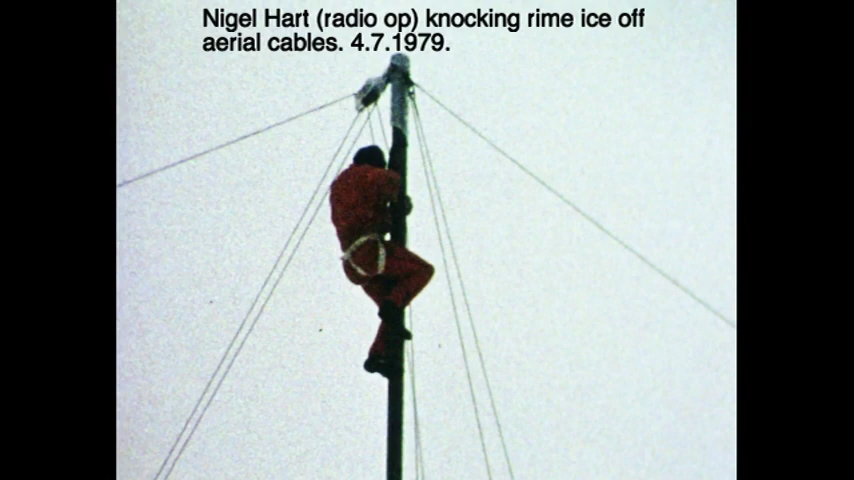 Nigel Hart (radio op) knocking rime ice off
aerial cables. 4.7.1979.